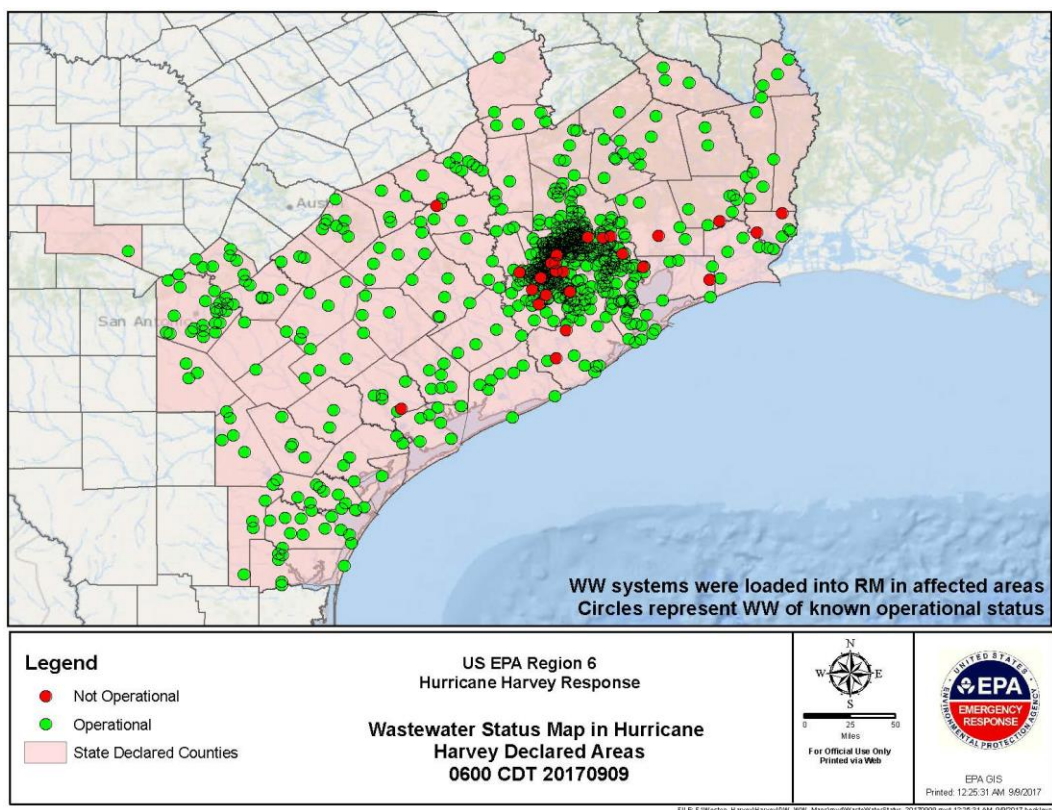 Aust
San Antonio
WW systems were loaded into RM in affected areas
Circles represent WW of known operational status
Legend
Not Operational
Operational
State Declared Counties
US EPA Region 6
Hurricane Harvey Response
Wastewater Status Map in Hurricane
Harvey Declared Areas
0600 CDT 20170909
N
W E
S
0 25 50
Miles
For Official Use Only
Printed via Web
UNITED STATES
ENVIRONMENTAL PROTECTION AGENCY
EPA
EMERGENCY
RESPONSE
EPA GIS
Printed: 12:25:31 AM 9/9/2017